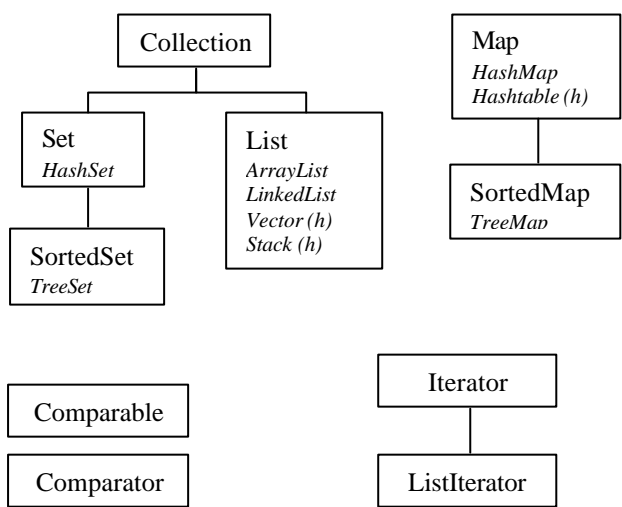 Collection
Map
HashMap
Hashtable (h)
Set
HashSet
List
ArrayList
LinkedList
Vector (h)
Stack (h)
SortedMap
TreeMap
SortedSet
TreeSet
Iterator
Comparable
Comparator
ListIterator